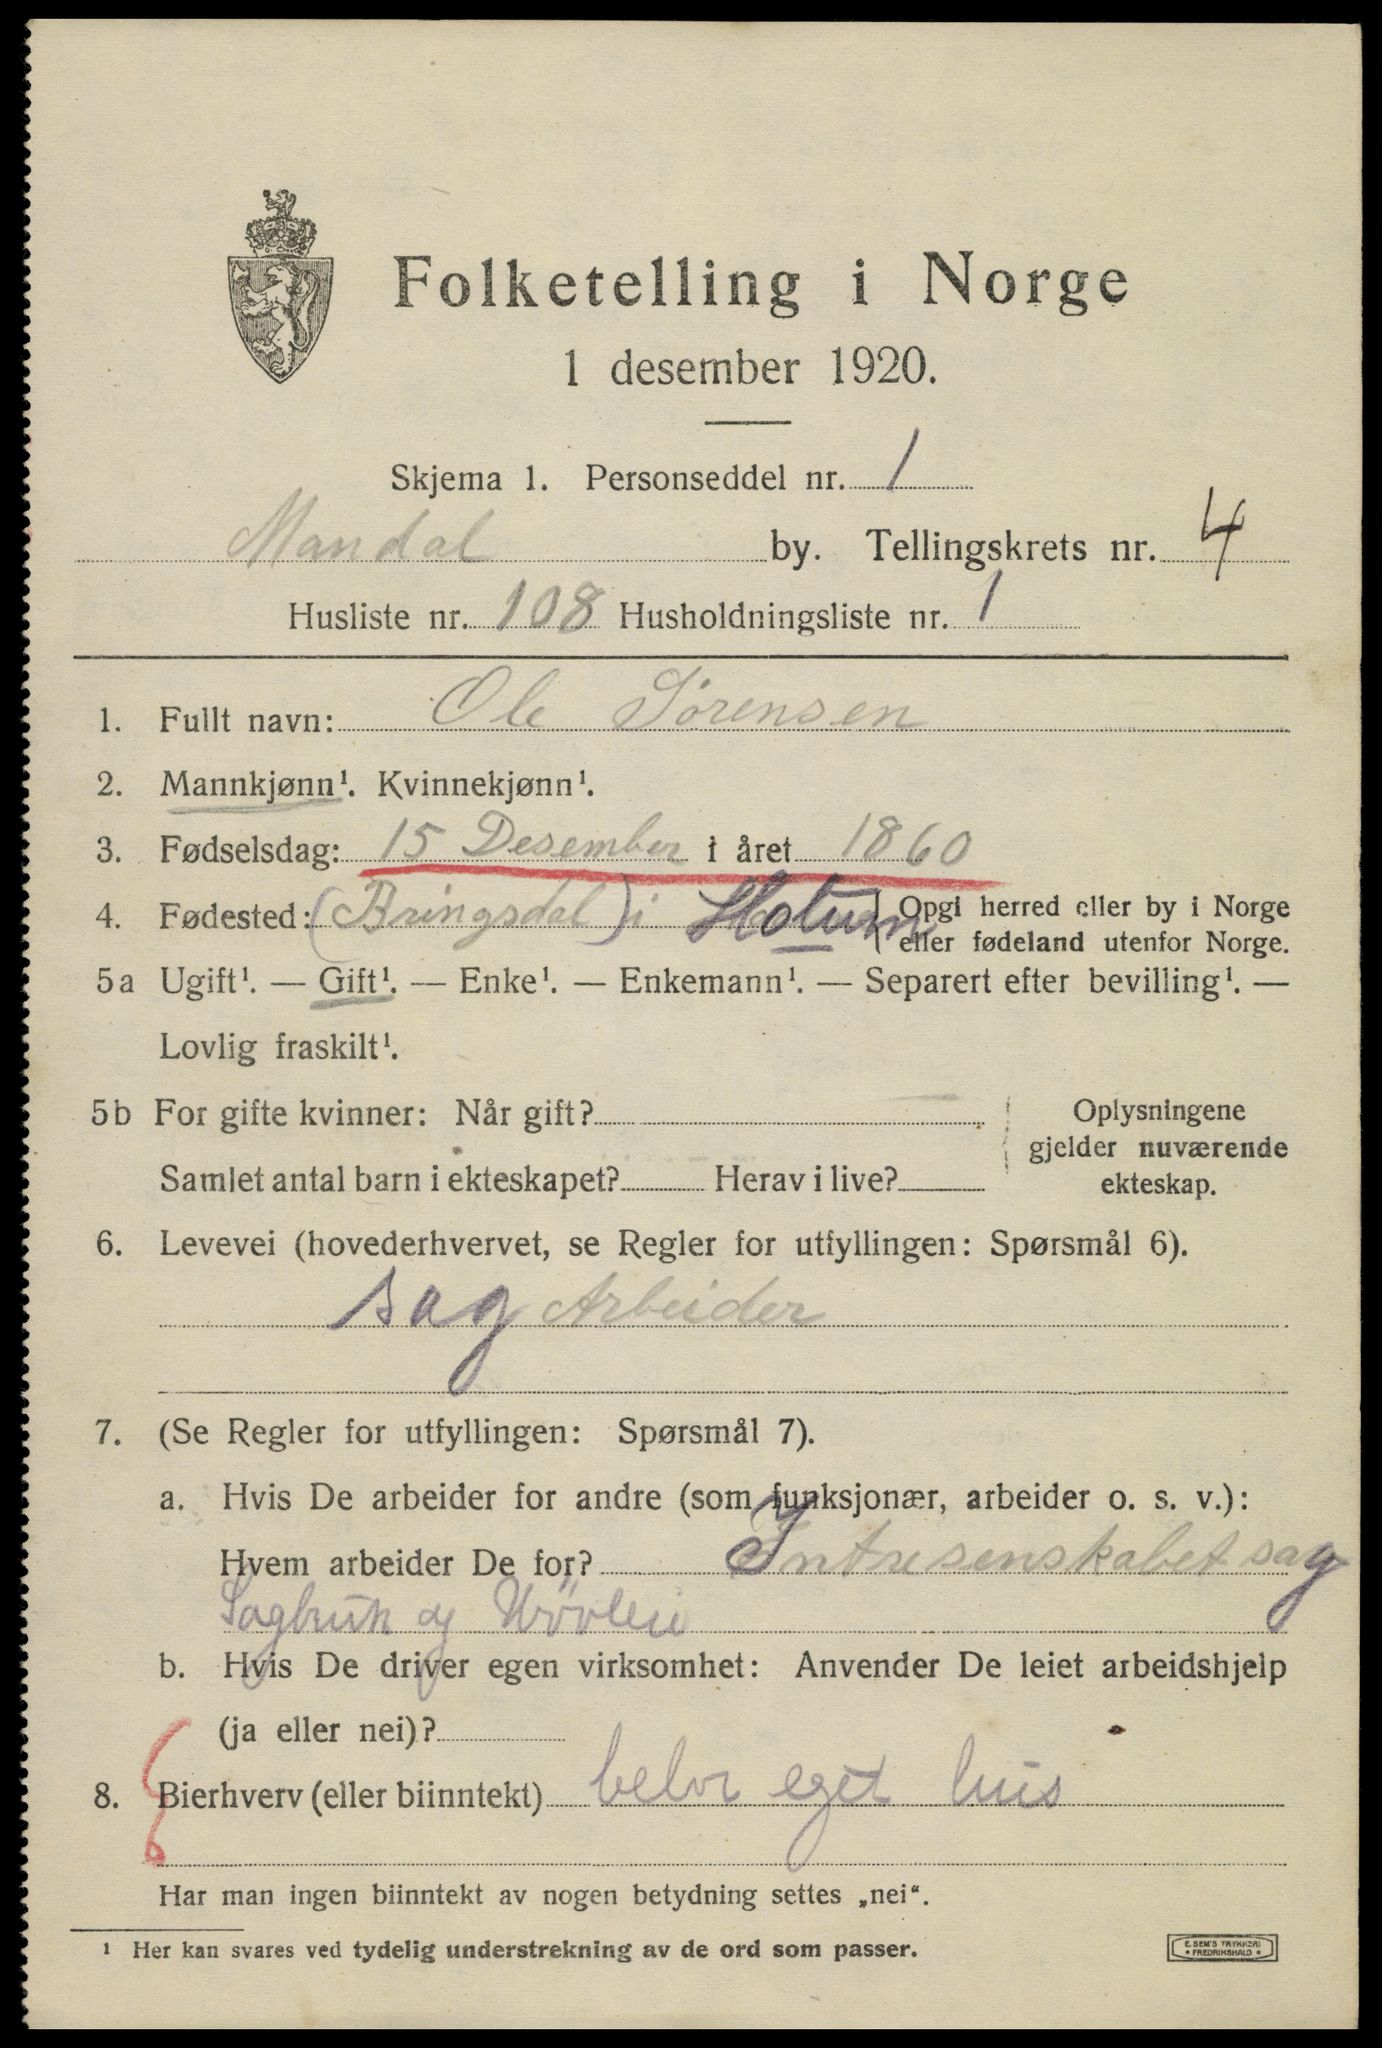 Folketelling i Norge
1 desember 1920.
Skjema 1. Personseddel nr. 1
Mandal by. Tellingskrets nr. 4
Husliste nr. 108 Husholdningsliste nr. 1
1. Fullt navn: Ole Sörensen
2. Mannkjønn¹. Kvinnekjønn¹.
3. Fødselsdag: 15 Desember i året 1860
4. Fødested: (Bringsdal) i Holum { Opgi herred eller by i Norge
eller fødeland utenfor Norge.
5a Ugift¹. — Gift¹. — Enke¹. — Enkemann¹. — Separert efter bevilling¹. —
Lovlig fraskilt¹.
5b For gifte kvinner: Når gift?
Samlet antal barn i ekteskapet? Herav i live?
Oplysningene
gjelder nuværende
ekteskap.
6. Levevei (hovederhvervet, se Regler for utfyllingen: Spørsmål 6).
sag Arbeider
7. (Se Regler for utfyllingen: Spørsmål 7).
a. Hvis De arbeider for andre (som funksjonær, arbeider o. s. v.):
Hvem arbeider De for? Intresenskabet sag
Sagbruk og Høvleri
b. Hvis De driver egen virksomhet: Anvender De leiet arbeidshjelp
(ja eller nei)?
8. Bierhverv (eller biinntekt) bebor eget hus
Har man ingen biinntekt av nogen betydning settes „nei“.
¹ Her kan svares ved tydelig understrekning av de ord som passer.
E. SEM'S TRYKKERI
• FREDRIKSHALD •